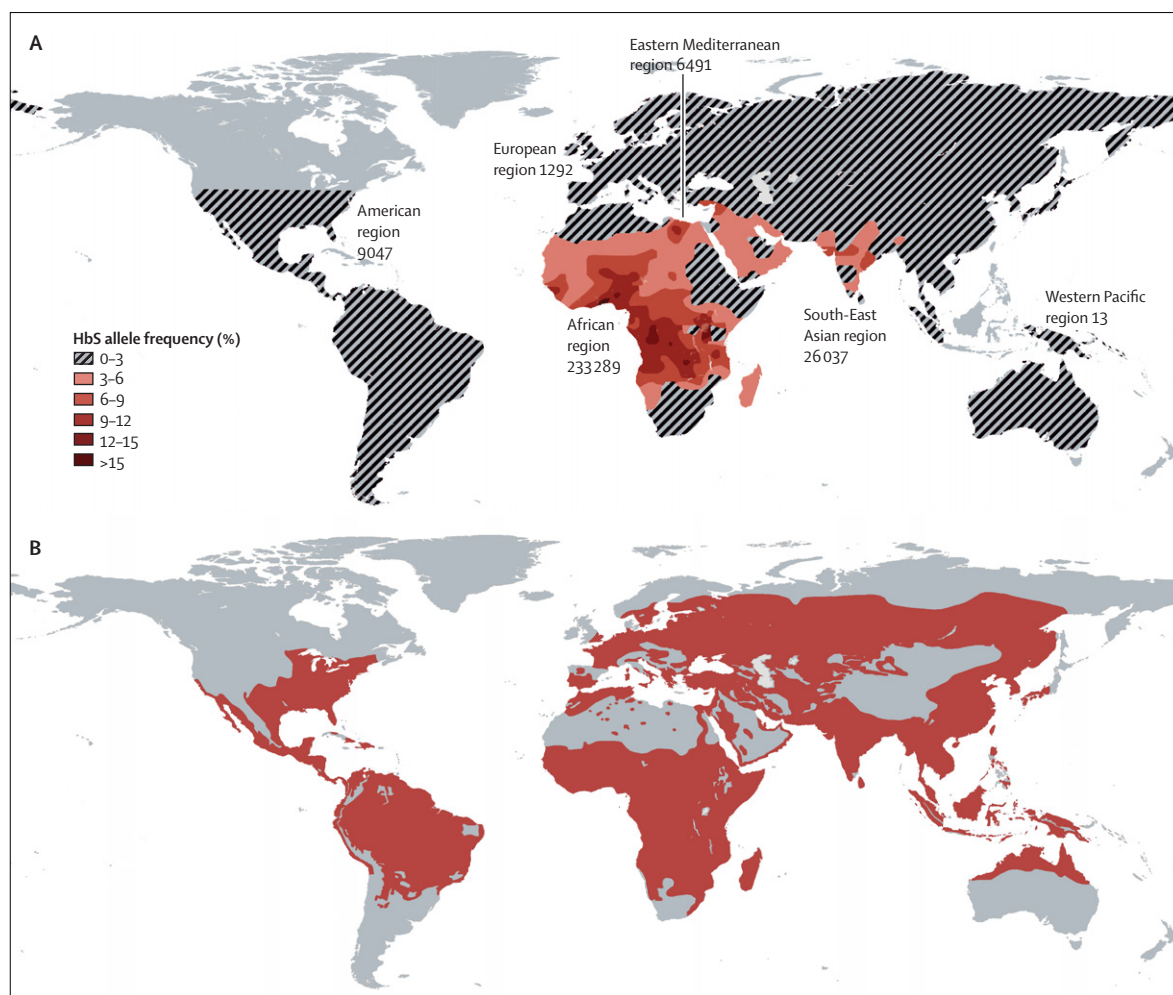 A
Eastern Mediterranean
region 6491
European
region 1292
American
region
9047
African
region
233 289
South-East
Asian region
26 037
Western Pacific
region 13
HbS allele frequency (%)
0–3
3–6
6–9
9–12
12–15
>15
B